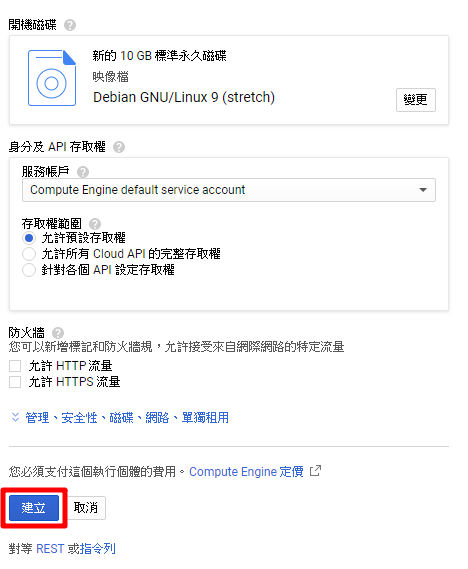 開機磁碟
新的 10 GB 標準永久磁碟
映像檔
Debian GNU/Linux 9 (stretch)
變更
身分及 API 存取權
服務帳戶
Compute Engine default service account
存取權範圍
允許預設存取權
允許所有 Cloud API 的完整存取權
針對各個 API 設定存取權
防火牆
您可以新增標記和防火牆規，允許接受來自網際網路的特定流量
允許 HTTP 流量
允許 HTTPS 流量
管理、安全性、磁碟、網路、單獨租用
您必須支付這個執行個體的費用。Compute Engine 定價
建立 取消
對等 REST 或指令列